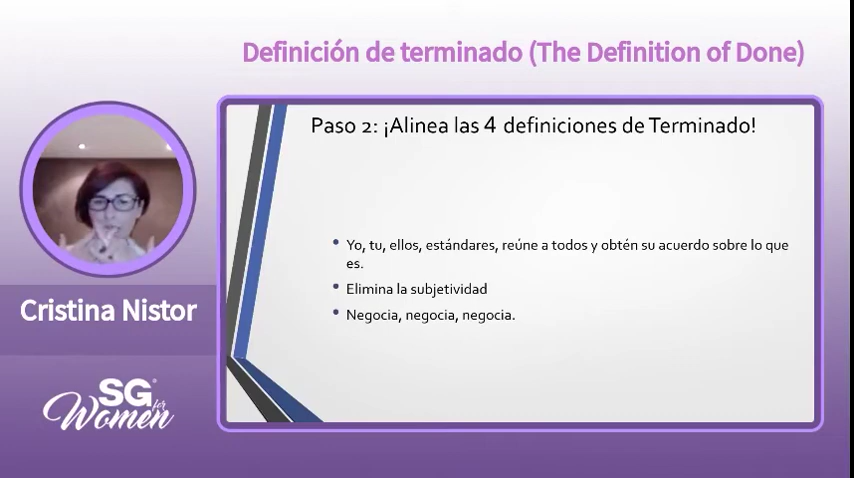 Definición de terminado (The Definition of Done)
Paso 2: ¡Alinea las 4 definiciones de Terminado!
• Yo, tu, ellos, estándares, reúne a todos y obtén su acuerdo sobre lo que
es.
• Elimina la subjetividad
• Negocia, negocia, negocia.
Cristina Nistor
SG®
for
Women